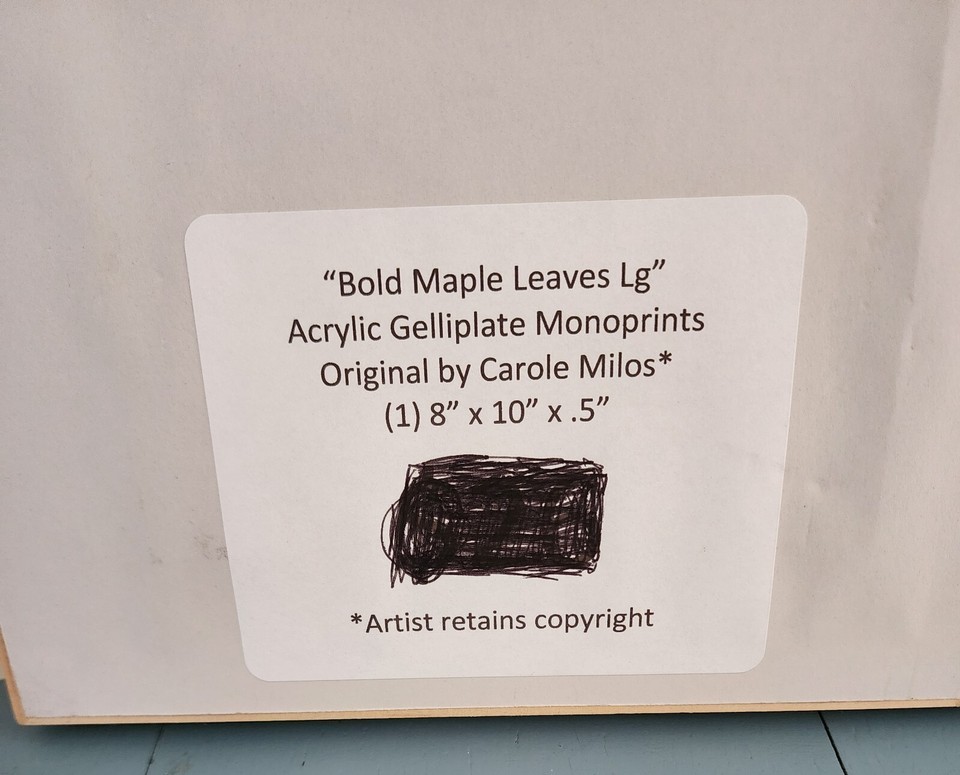 “Bold Maple Leaves Lg”
Acrylic Gelliplate Monoprints
Original by Carole Milos*
(1) 8” x 10” x .5”
*Artist retains copyright